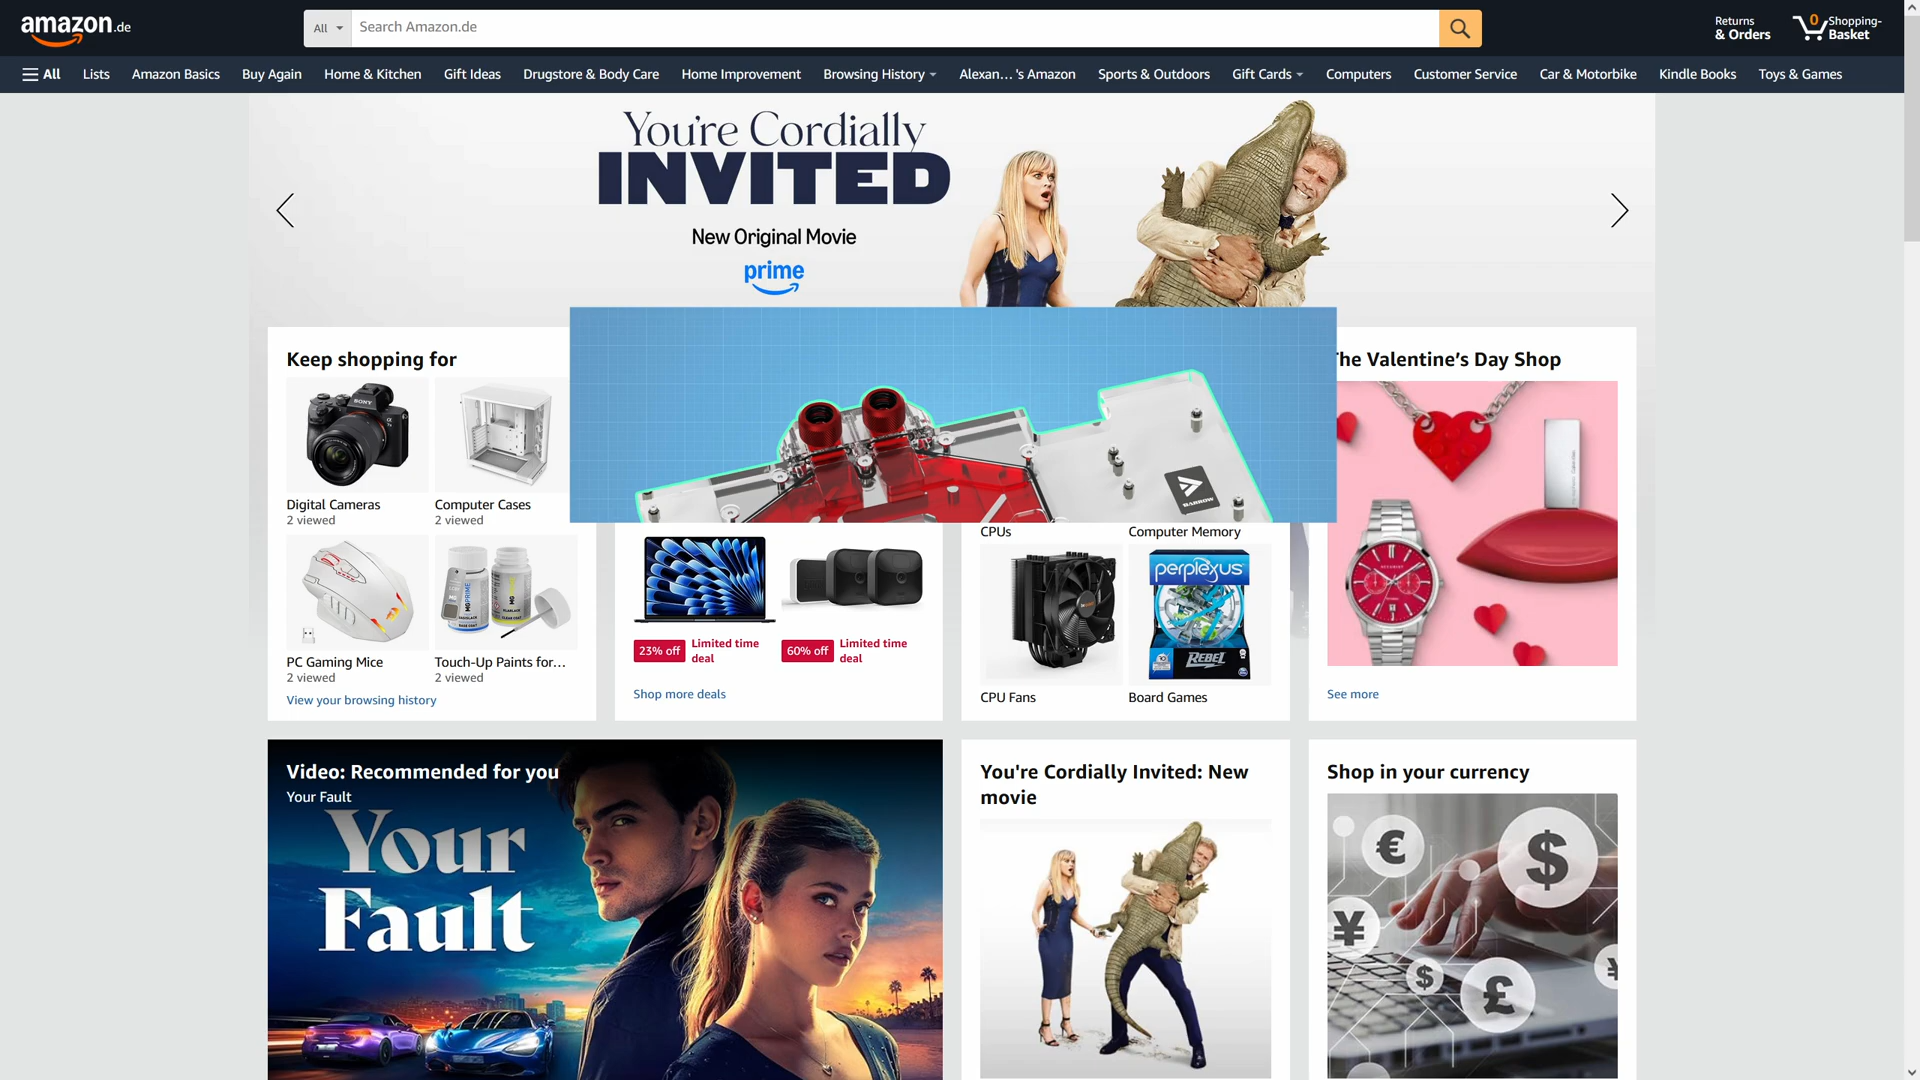 amazon.de
All
Search Amazon.de
Returns
& Orders
0
Shopping-
Basket
All
Lists
Amazon Basics
Buy Again
Home & Kitchen
Gift Ideas
Drugstore & Body Care
Home Improvement
Browsing History
Alexan… 's Amazon
Sports & Outdoors
Gift Cards
Computers
Customer Service
Car & Motorbike
Kindle Books
Toys & Games
You're Cordially
INVITED
New Original Movie
prime
Keep shopping for
SONY
Digital Cameras
2 viewed
Computer Cases
2 viewed
PC Gaming Mice
2 viewed
Touch-Up Paints for…
2 viewed
View your browsing history
BARROW
23% off
Limited time
deal
60% off
Limited time
deal
Shop more deals
CPUs
Computer Memory
perplexus
REBEL
CPU Fans
Board Games
The Valentine's Day Shop
See more
Video: Recommended for you
Your Fault
Your
Fault
You're Cordially Invited: New
movie
Shop in your currency
€
$
¥
$
£
¥